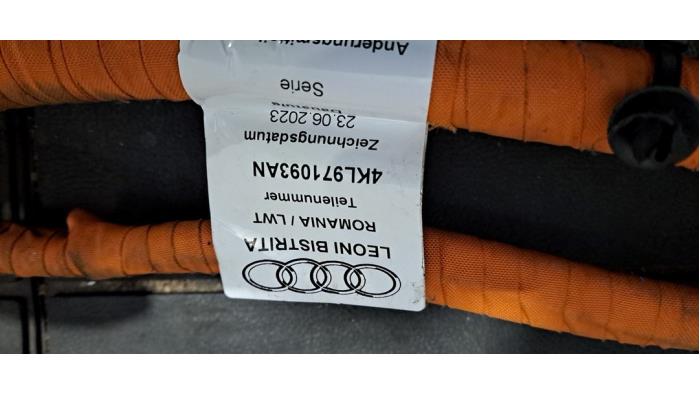 LEONI BISTRITA
ROMANIA / LWT
Teilenummer
4KL971093AN
Zeichnungsdatum
23.06.2023
Serie